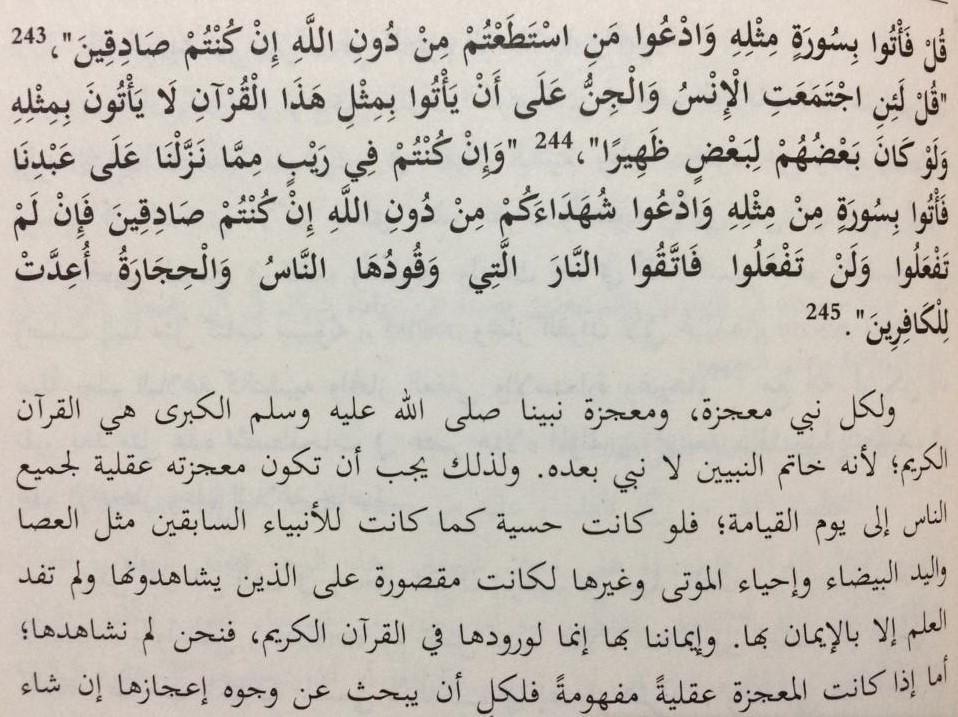 قُلْ فَأْتُوا بِسُورَةٍ مِثْلِهِ وَادْعُوا مَنِ اسْتَطَعْتُمْ مِنْ دُونِ اللَّهِ إِنْ كُنْتُمْ صَادِقِينَ"، 243
"قُلْ لَئِنِ اجْتَمَعَتِ الْإِنْسُ وَالْجِنُّ عَلَى أَنْ يَأْتُوا بِمِثْلِ هَذَا الْقُرْآنِ لَا يَأْتُونَ بِمِثْلِهِ
وَلَوْ كَانَ بَعْضُهُمْ لِبَعْضٍ ظَهِيرًا"، 244 "وَإِنْ كُنْتُمْ فِي رَيْبٍ مِمَّا نَزَّلْنَا عَلَى عَبْدِنَا
فَأْتُوا بِسُورَةٍ مِنْ مِثْلِهِ وَادْعُوا شُهَدَاءَكُمْ مِنْ دُونِ اللَّهِ إِنْ كُنْتُمْ صَادِقِينَ فَإِنْ لَمْ
تَفْعَلُوا وَلَنْ تَفْعَلُوا فَاتَّقُوا النَّارَ الَّتِي وَقُودُهَا النَّاسُ وَالْحِجَارَةُ أُعِدَّتْ
لِلْكَافِرِينَ". 245
ولكل نبي معجزة، ومعجزة نبينا صلى الله عليه وسلم الكبرى هي القرآن
الكريم؛ لأنه خاتم النبيين لا نبي بعده. ولذلك يجب أن تكون معجزته عقلية لجميع
الناس إلى يوم القيامة؛ فلو كانت حسية كما كانت للأنبياء السابقين مثل العصا
واليد البيضاء وإحياء الموتى وغيرها لكانت مقصورة على الذين يشاهدونها ولم تفد
العلم إلا بالإيمان بها. وإيماننا بها إنما لورودها في القرآن الكريم، فنحن لم نشاهدها؛
أما إذا كانت المعجزة عقليةً مفهومةً فلكل أن يبحث عن وجوه إعجازها إن شاء